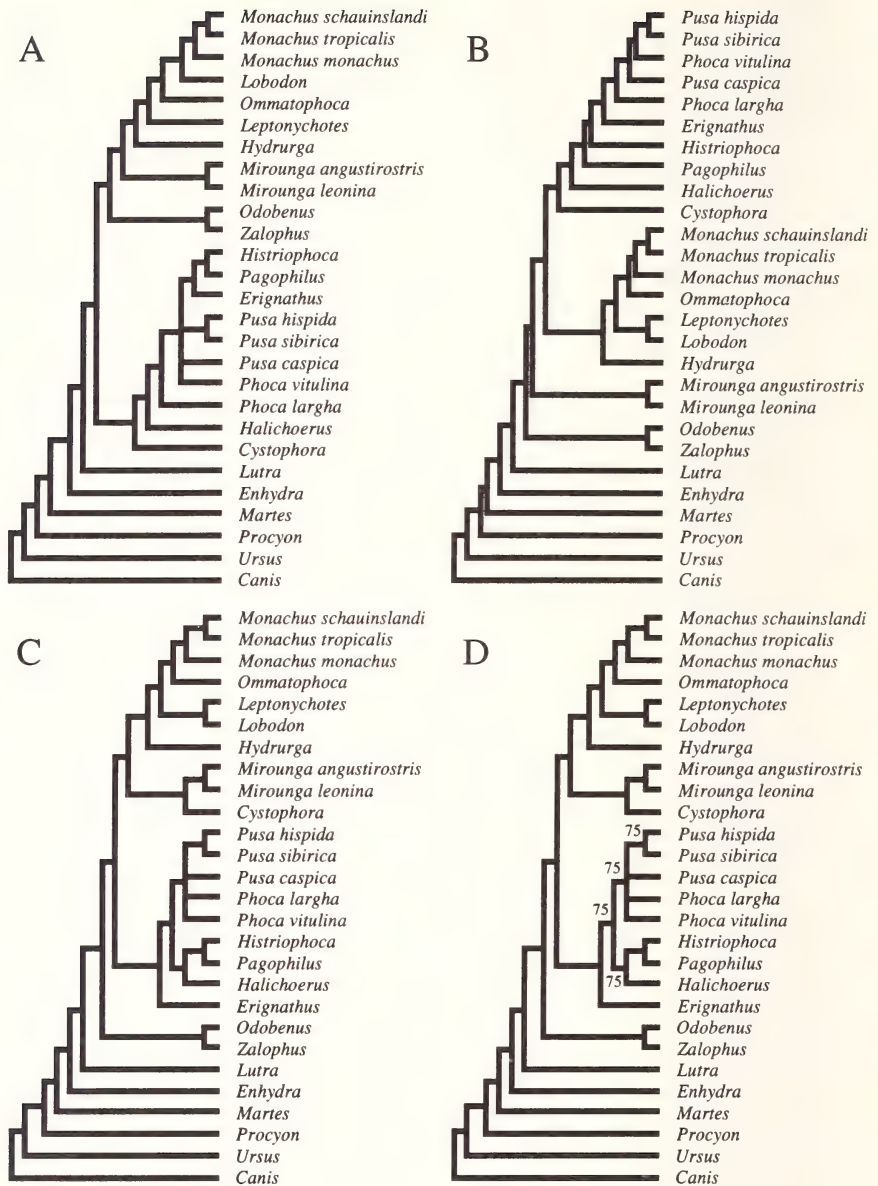 A
Monachus schauinslandi
Monachus tropicalis
Monachus monachus
Lobodon
Ommatophoca
Leptonychotes
Hydrurga
Mirounga angustirostris
Mirounga leonina
Odobenus
Zalophus
Histriophoca
Pagophilus
Erignathus
Pusa hispida
Pusa sibirica
Pusa caspica
Phoca vitulina
Phoca largha
Halichoerus
Cystophora
Lutra
Enhydra
Martes
Procyon
Ursus
Canis
B
Pusa hispida
Pusa sibirica
Phoca vitulina
Pusa caspica
Phoca largha
Erignathus
Histriophoca
Pagophilus
Halichoerus
Cystophora
Monachus schauinslandi
Monachus tropicalis
Monachus monachus
Ommatophoca
Leptonychotes
Lobodon
Hydrurga
Mirounga angustirostris
Mirounga leonina
Odobenus
Zalophus
Lutra
Enhydra
Martes
Procyon
Ursus
Canis
C
Monachus schauinslandi
Monachus tropicalis
Monachus monachus
Ommatophoca
Leptonychotes
Lobodon
Hydrurga
Mirounga angustirostris
Mirounga leonina
Cystophora
Pusa hispida
Pusa sibirica
Pusa caspica
Phoca largha
Phoca vitulina
Histriophoca
Pagophilus
Halichoerus
Erignathus
Odobenus
Zalophus
Lutra
Enhydra
Martes
Procyon
Ursus
Canis
D
Monachus schauinslandi
Monachus tropicalis
Monachus monachus
Ommatophoca
Leptonychotes
Lobodon
Hydrurga
Mirounga angustirostris
Mirounga leonina
Cystophora
75
Pusa hispida
Pusa sibirica
75
Pusa caspica
Phoca largha
75
Phoca vitulina
Histriophoca
Pagophilus
75
Halichoerus
Erignathus
Odobenus
Zalophus
Lutra
Enhydra
Martes
Procyon
Ursus
Canis